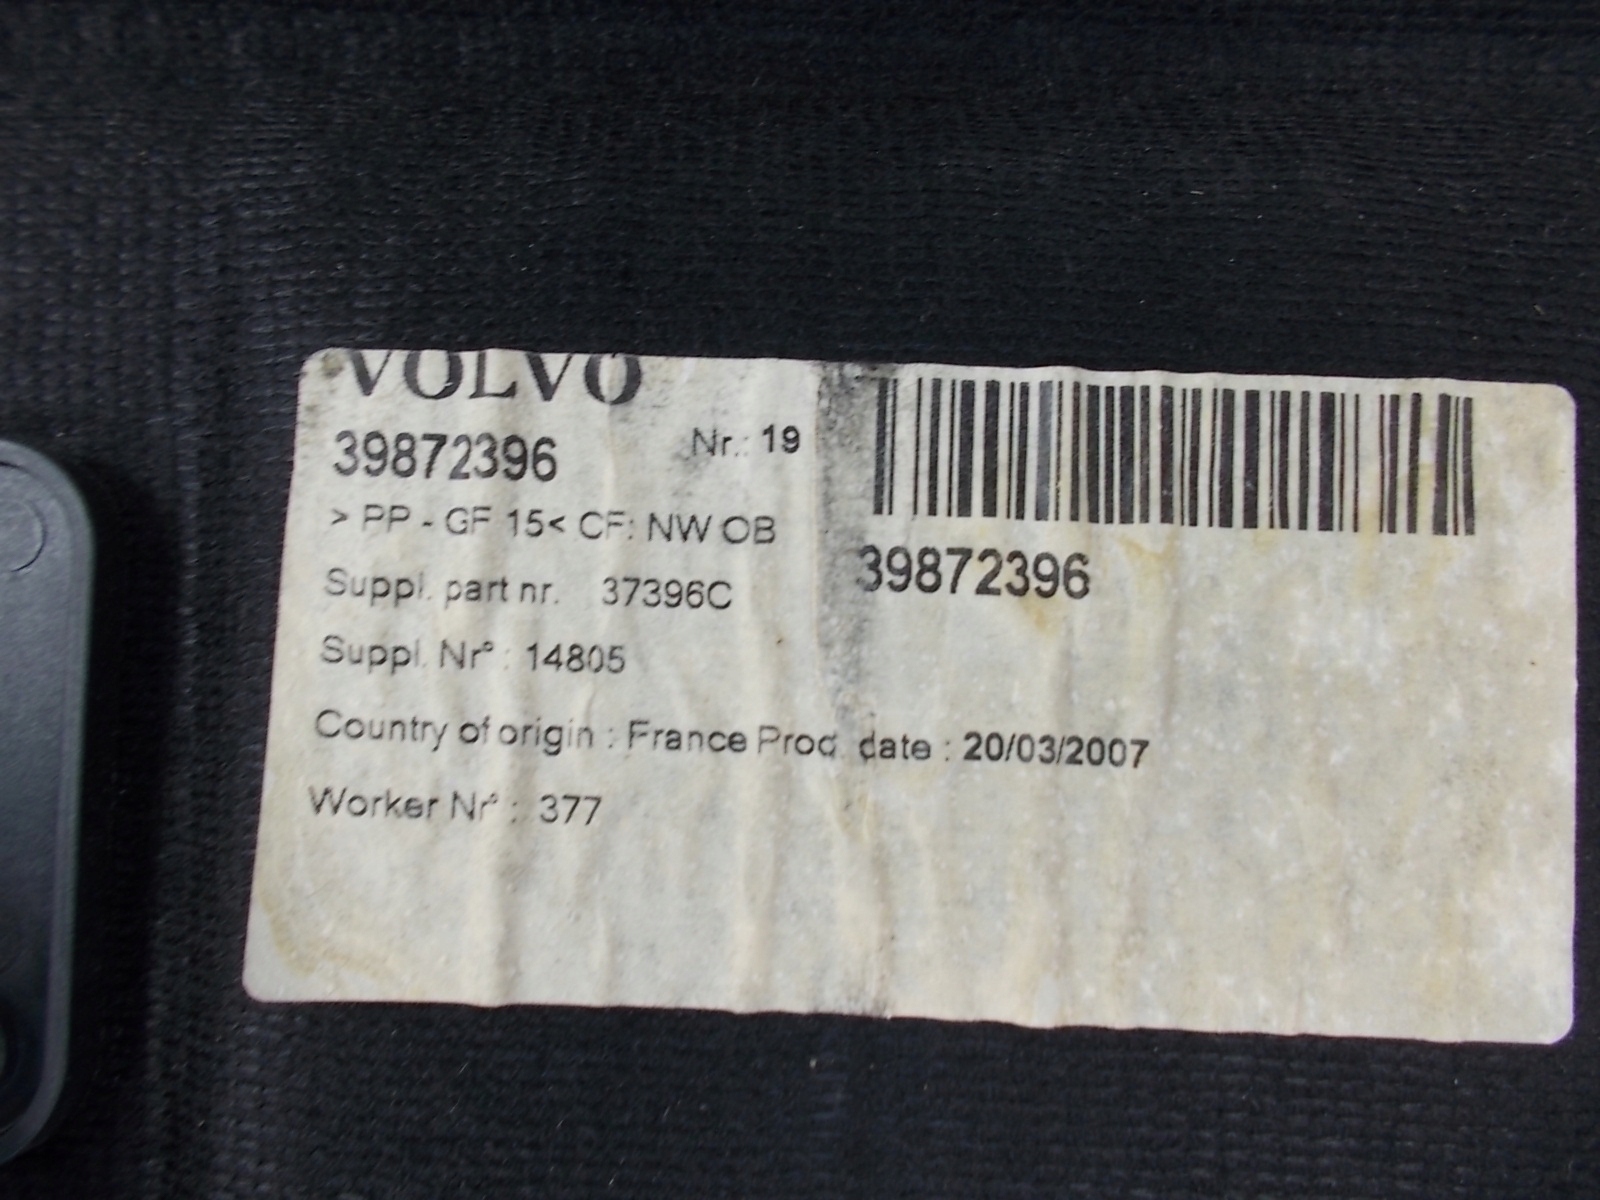 VOLVO
39872396 Nr.: 19
> PP - GF 15< CF: NW OB
39872396
Suppl. part nr. 37396C
Suppl. Nr° : 14805
Country of origin : France Prod. date : 20/03/2007
Worker Nr° : 377